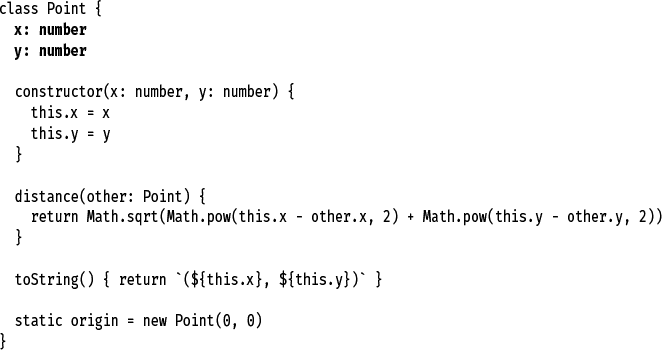 class Point {
  x: number
  y: number

  constructor(x: number, y: number) {
    this.x = x
    this.y = y
  }

  distance(other: Point) {
    return Math.sqrt(Math.pow(this.x - other.x, 2) + Math.pow(this.y - other.y, 2))
  }

  toString() { return `(${this.x}, ${this.y})` }

  static origin = new Point(0, 0)
}